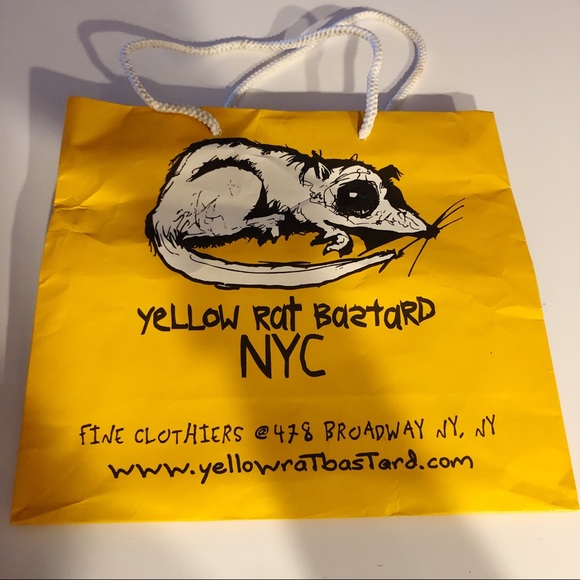 YeLLOW Rat BaStaRD
NYC
FINE CLOTHIERS @478 BROADWAY NY, NY
www.yellowraTbasTard.com